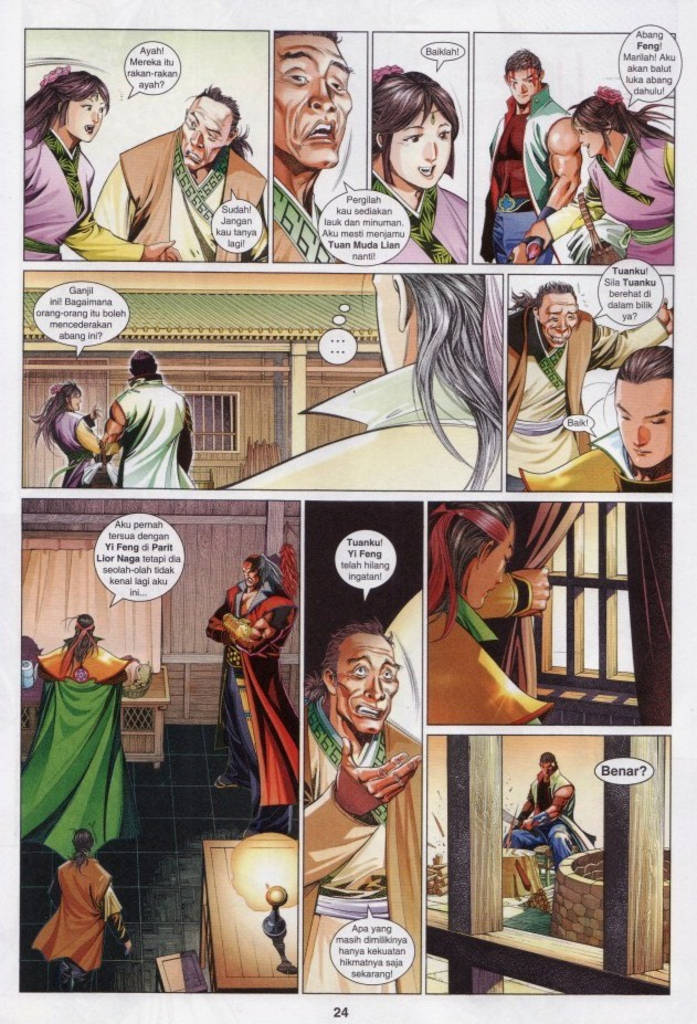 Ayah!
Mereka itu
rakan-rakan
ayah?
Sudah!
Jangan
kau tanya
lagi!
Pergilah
kau sediakan
lauk dan minuman.
Aku mesti menjamu
Tuan Muda Lian
nanti!
Baiklah!
Abang
Feng!
Marilah! Aku
akan balut
luka abang
dahulu!
Ganjil
ini! Bagaimana
orang-orang itu boleh
mencederakan
abang ini?
...
...
Tuanku!
Sila Tuanku
berehat di
dalam bilik
ya?
Baik!
Aku pernah
tersua dengan
Yi Feng di Parit
Lior Naga tetapi dia
seolah-olah tidak
kenal lagi aku
ini...
Tuanku!
Yi Feng
telah hilang
ingatan!
Apa yang
masih dimilikinya
hanya kekuatan
hikmatnya saja
sekarang!
Benar?
24